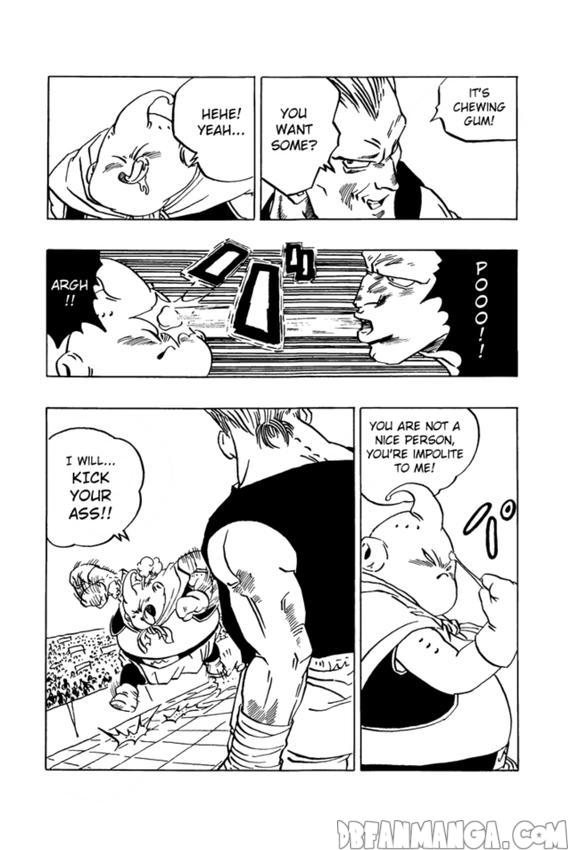 IT'S
CHEWING
GUM!
YOU
WANT
SOME?
HEHE!
YEAH...
POOO!!
ARGH
!!
YOU ARE NOT A
NICE PERSON,
YOU'RE IMPOLITE
TO ME!
I WILL...
KICK
YOUR
ASS!!
DBFANMANGA.COM